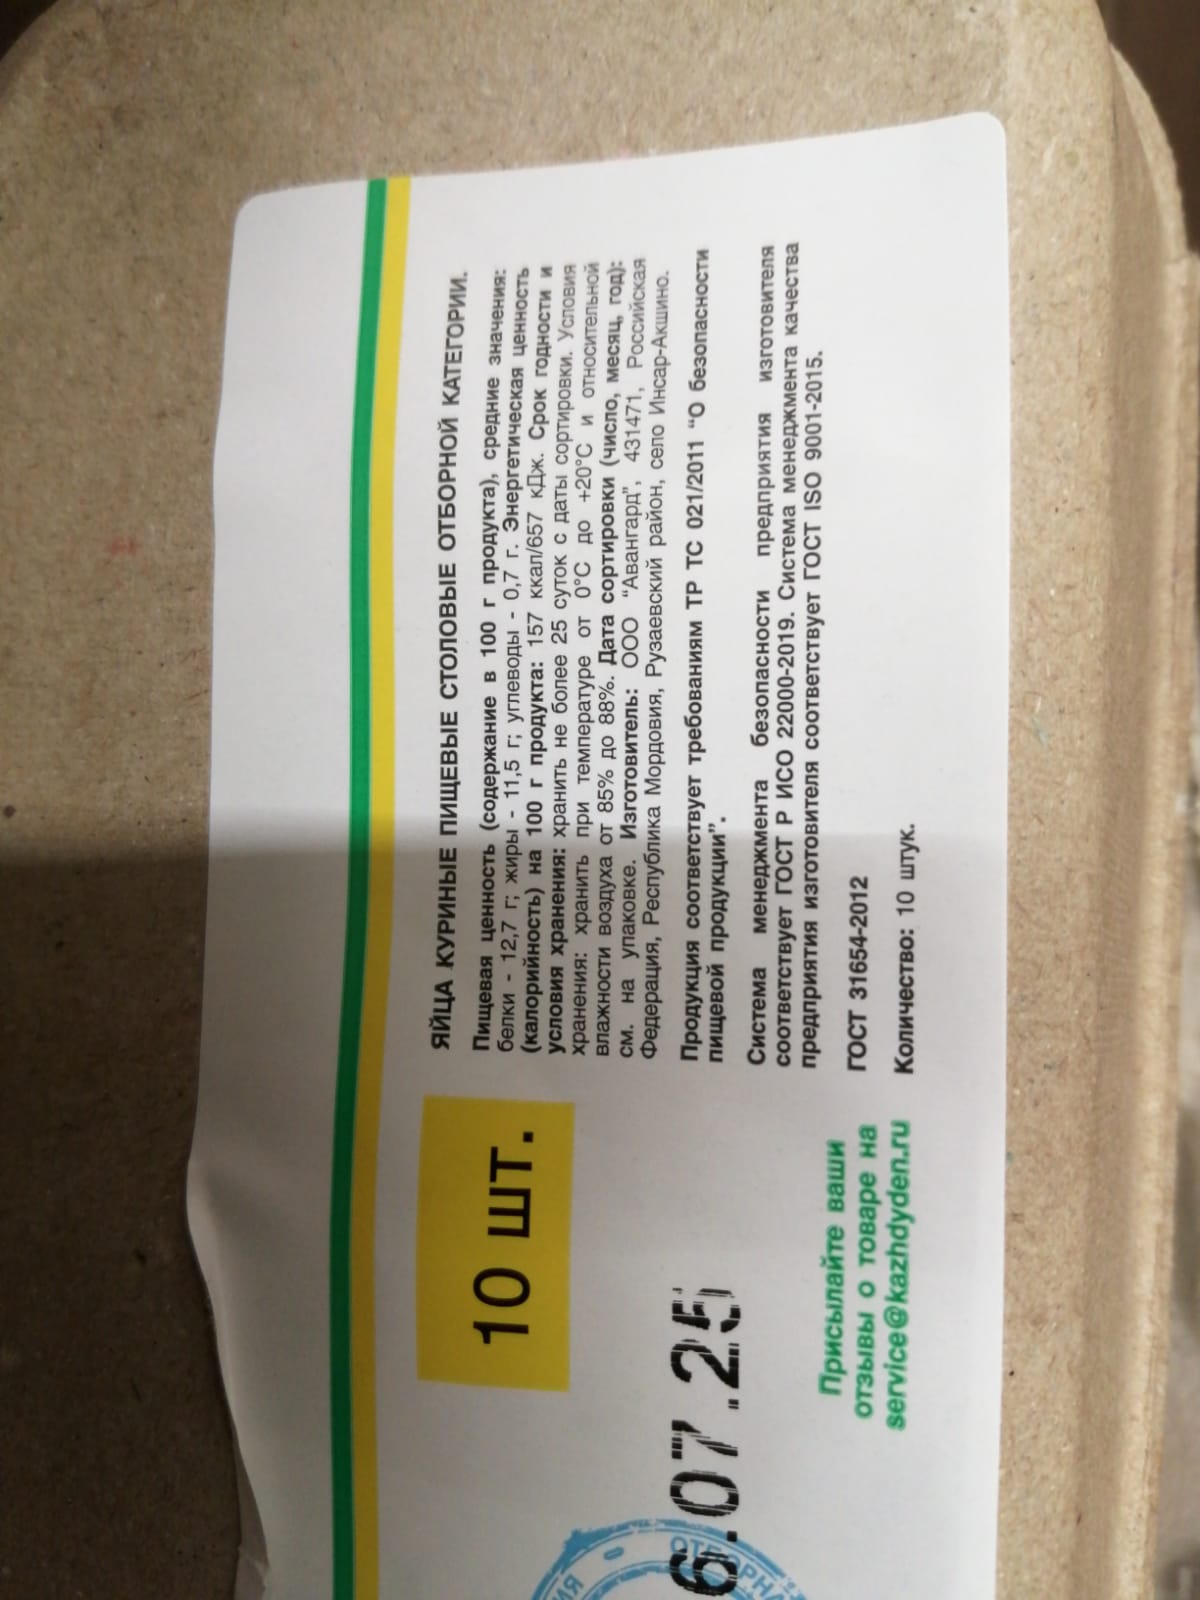 ЯЙЦА КУРИНЫЕ ПИЩЕВЫЕ СТОЛОВЫЕ ОТБОРНОЙ КАТЕГОРИИ.
Пищевая ценность (содержание в 100 г продукта), средние значения:
белки - 12,7 г; жиры - 11,5 г; углеводы - 0,7 г. Энергетическая ценность
(калорийность) на 100 г продукта: 157 ккал/657 кДж. Срок годности и
условия хранения: хранить не более 25 суток с даты сортировки. Условия
хранения: хранить при температуре от 0°С до +20°С и относительной
влажности воздуха от 85% до 88%. Дата сортировки (число, месяц, год):
см. на упаковке. Изготовитель: ООО “Авангард”, 431471, Российская
Федерация, Республика Мордовия, Рузаевский район, село Инсар-Акшино.
Продукция соответствует требованиям ТР ТС 021/2011 “О безопасности
пищевой продукции”.
Система менеджмента безопасности предприятия изготовителя
соответствует ГОСТ Р ИСО 22000-2019. Система менеджмента качества
предприятия изготовителя соответствует ГОСТ ISO 9001-2015.
ГОСТ 31654-2012
Количество: 10 штук.
10 шт.
6.07.25
Присылайте ваши
отзывы о товаре на
service@kazhdyden.ru